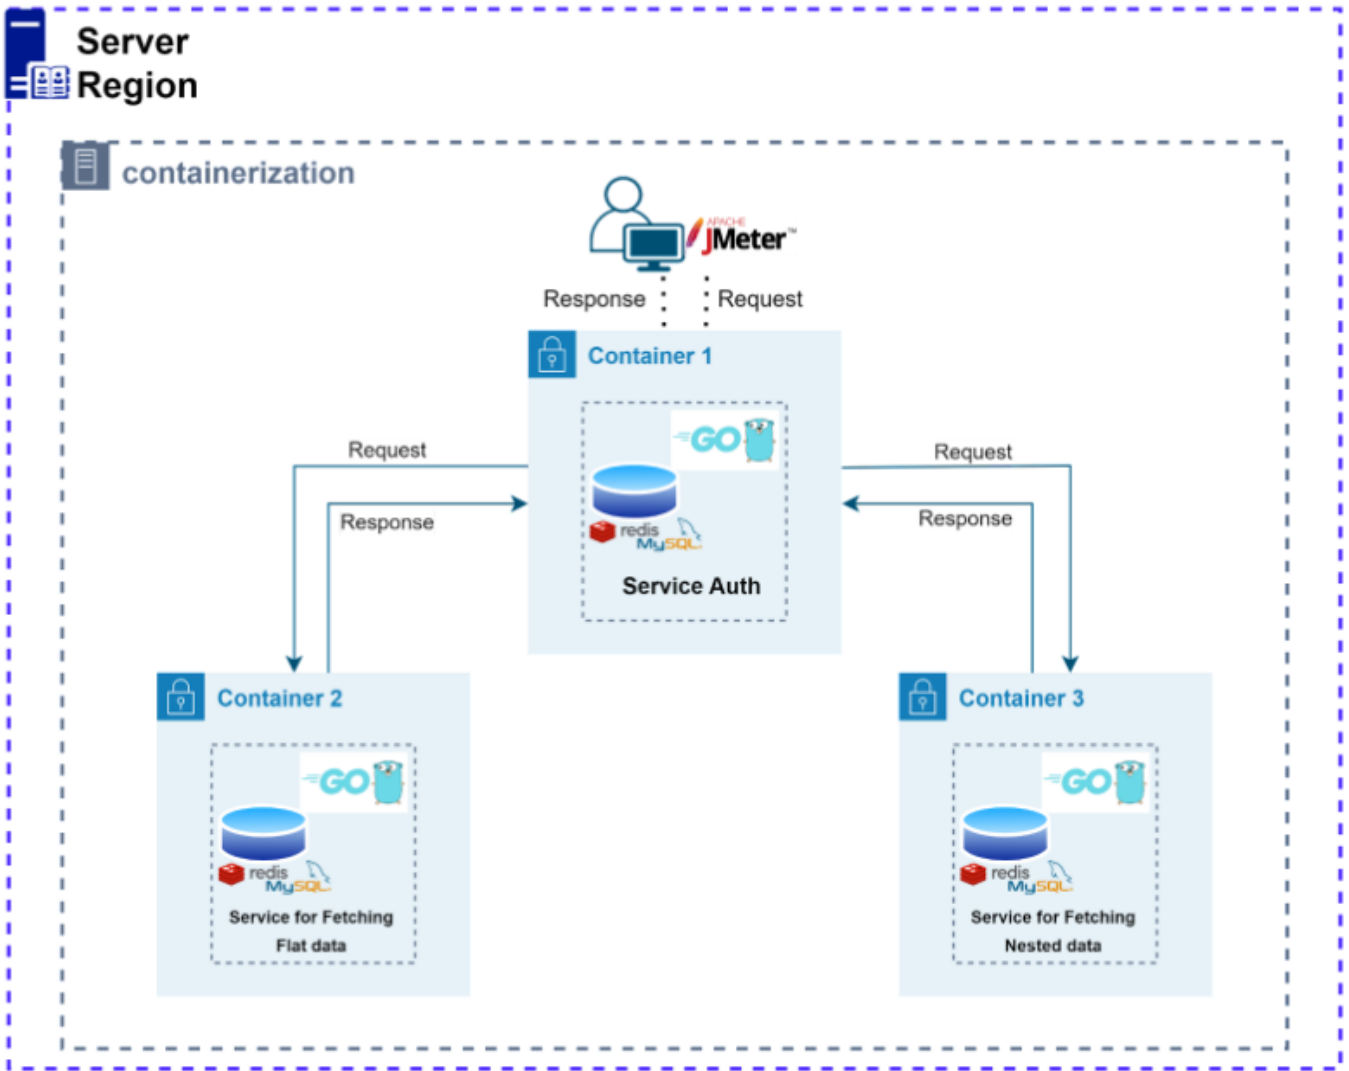 Server
Region
containerization
APACHE
JMeter™
Response
Request
Container 1
GO
redis
MySQL.
Service Auth
Request
Response
Request
Response
Container 2
GO
redis
MySQL.
Service for Fetching
Flat data
Container 3
GO
redis
MySQL.
Service for Fetching
Nested data